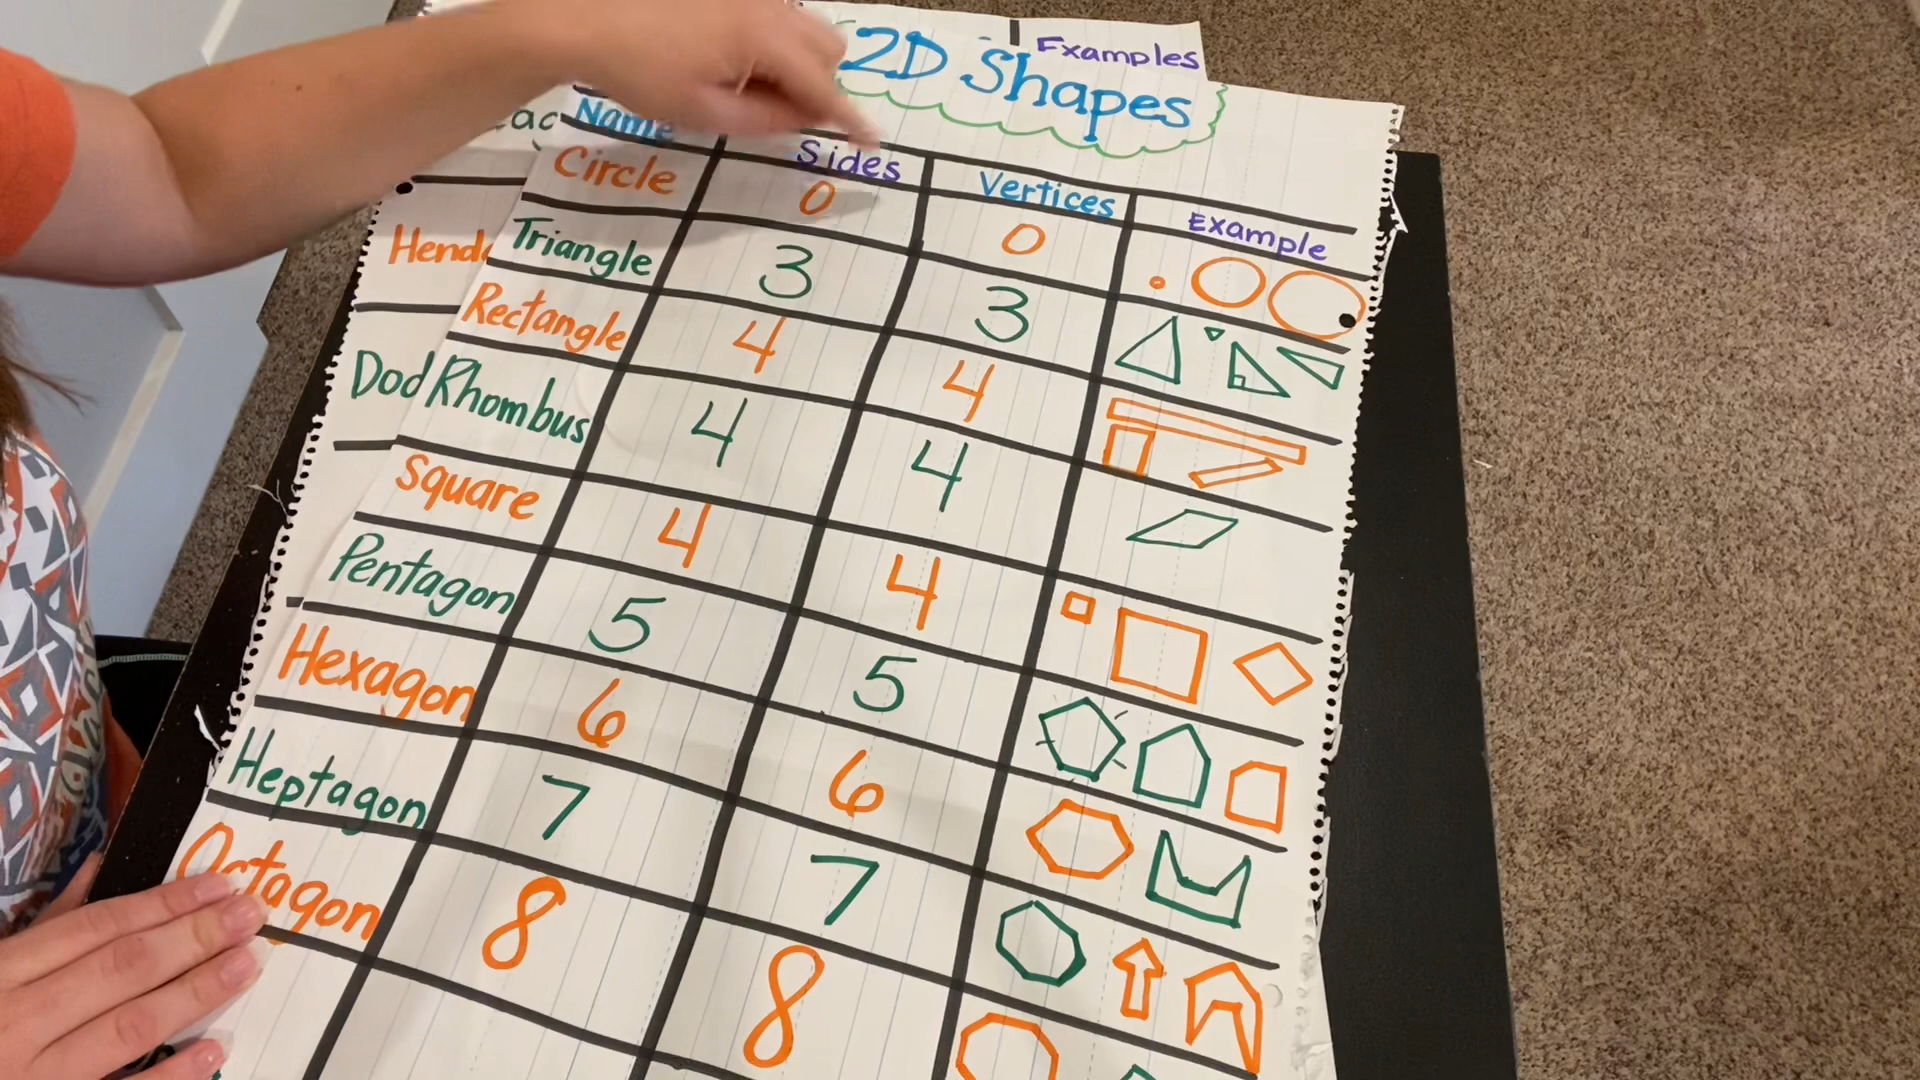 Examples
2D Shapes
Name Sides Vertices Example
Circle 0 0
Triangle 3 3
Rectangle 4 4
Rhombus 4 4
Square 4 4
Pentagon 5 5
Hexagon 6 6
Heptagon 7 7
Octagon 8 8